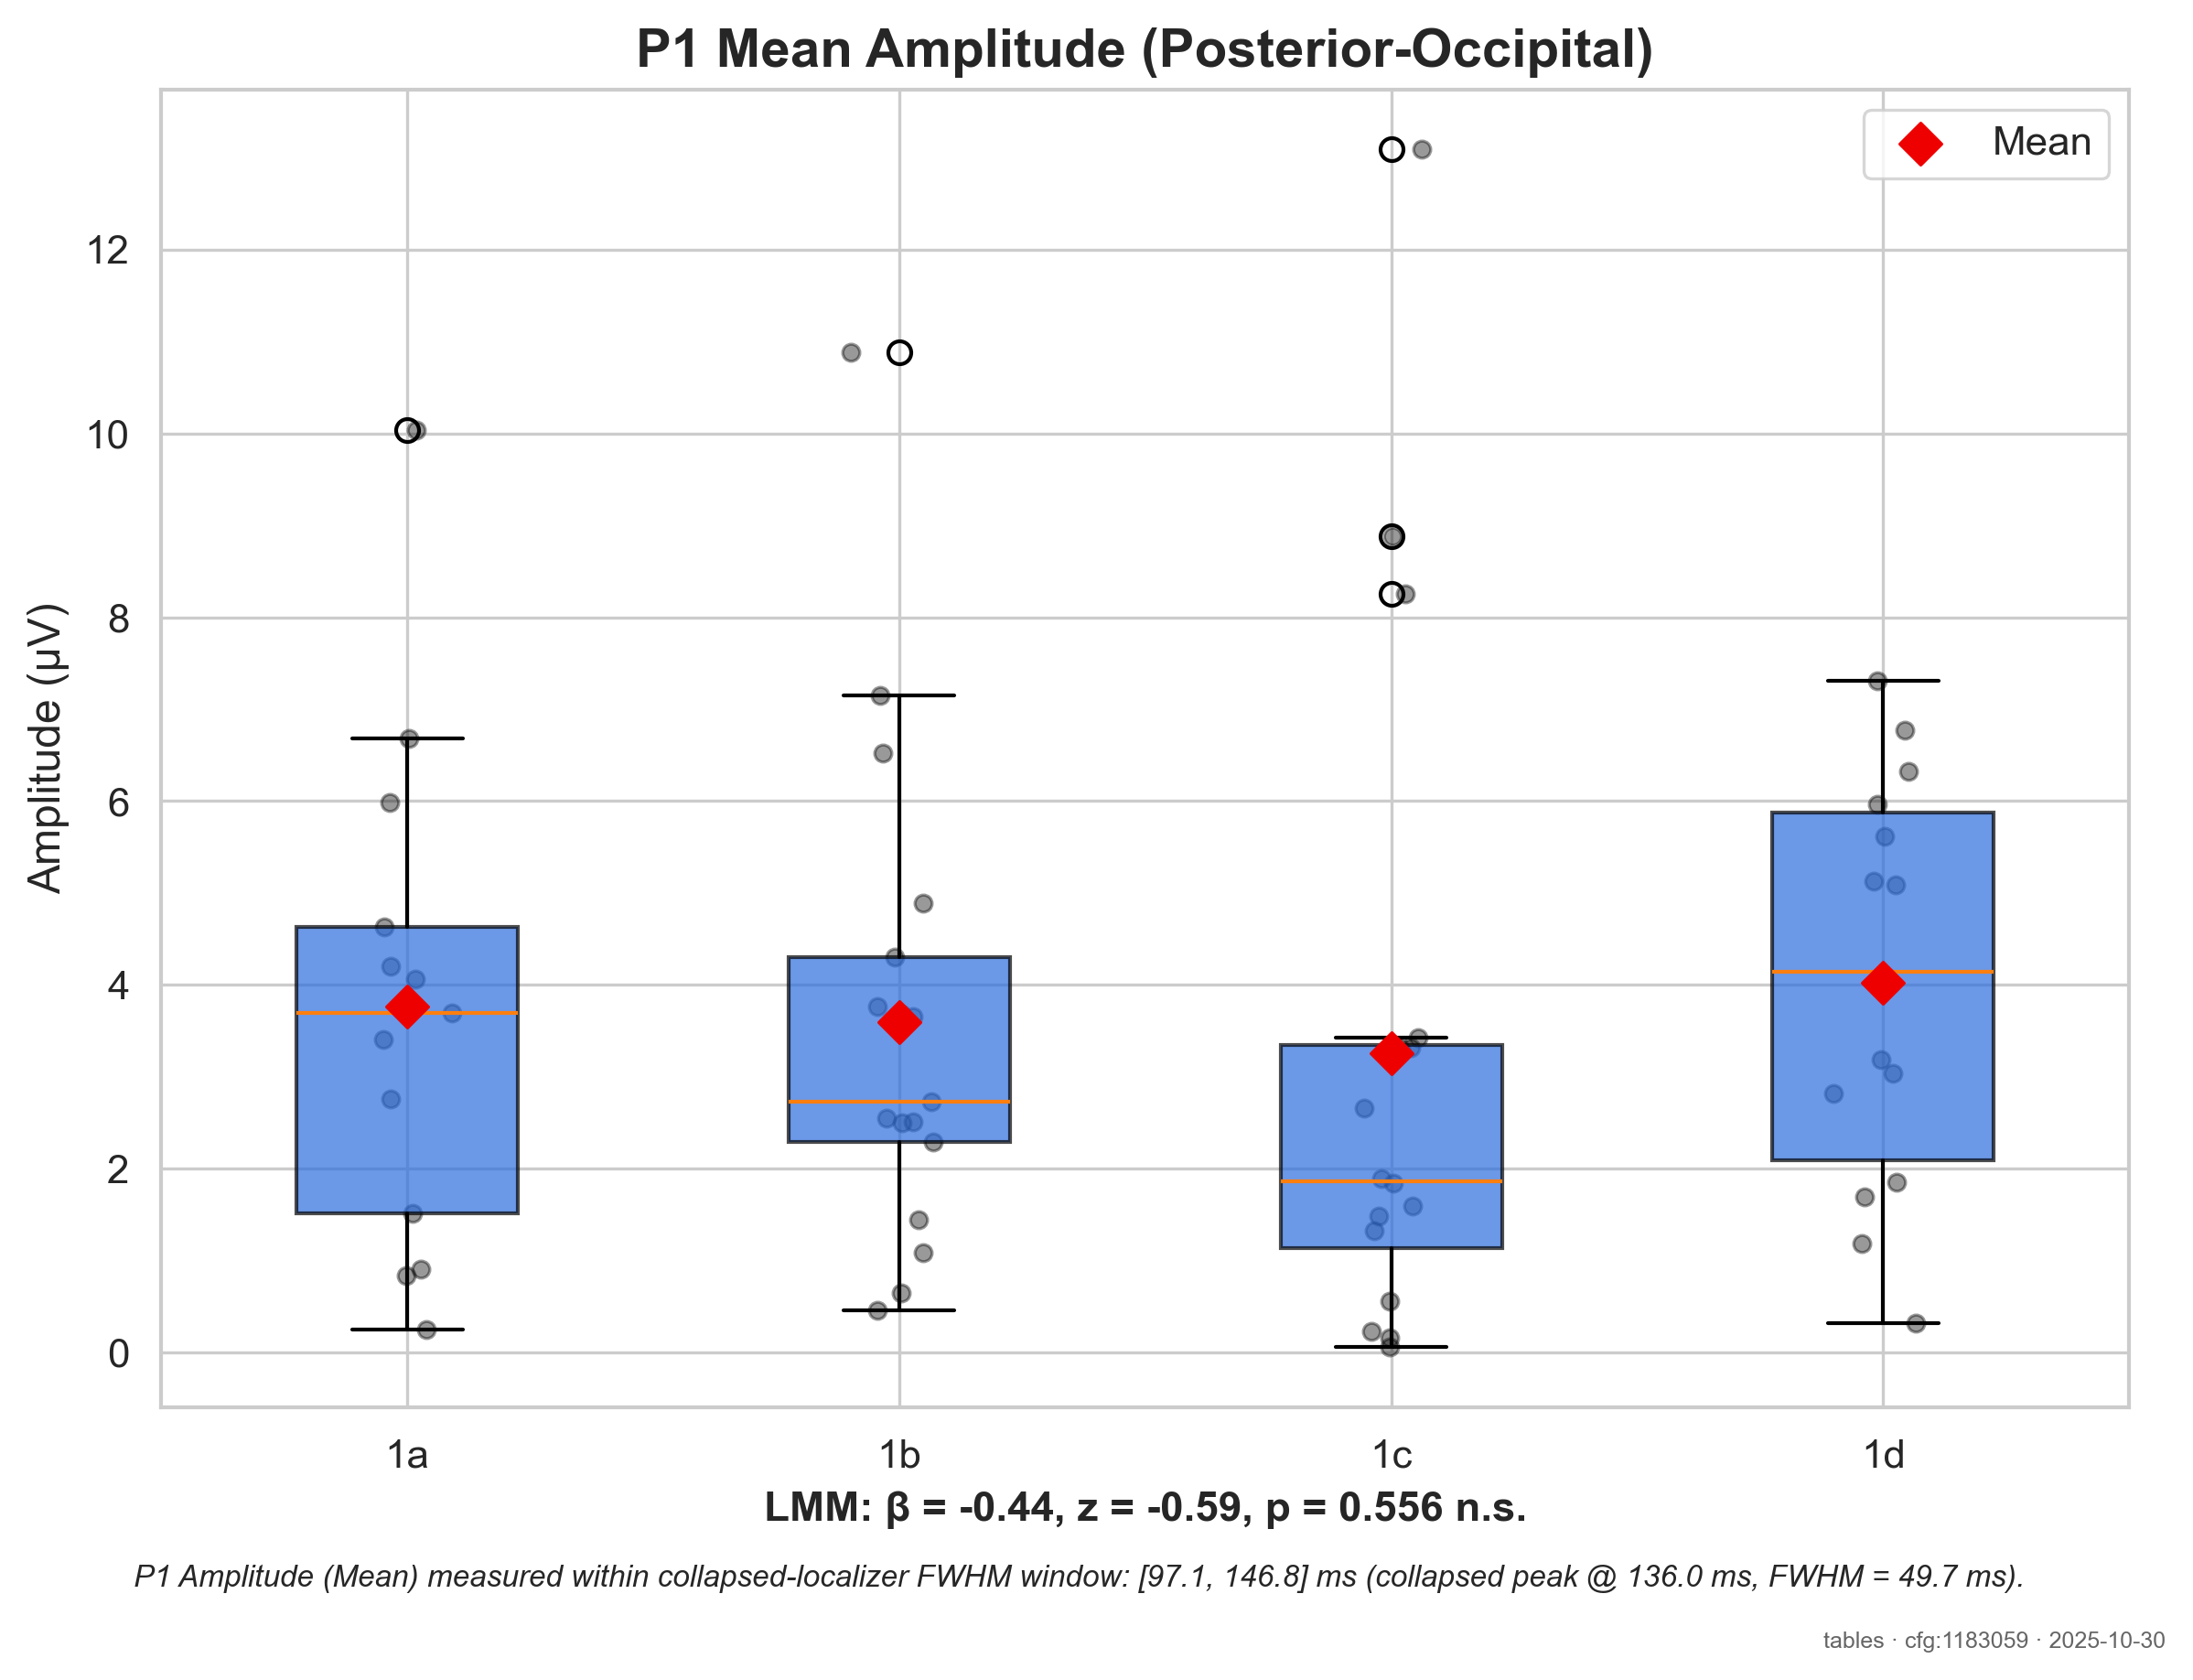 P1 Mean Amplitude (Posterior-Occipital)
Mean
Amplitude (µV)
12
10
8
6
4
2
0
1a 1b 1c 1d
LMM: β = -0.44, z = -0.59, p = 0.556 n.s.
P1 Amplitude (Mean) measured within collapsed-localizer FWHM window: [97.1, 146.8] ms (collapsed peak @ 136.0 ms, FWHM = 49.7 ms).
tables · cfg:1183059 · 2025-10-30